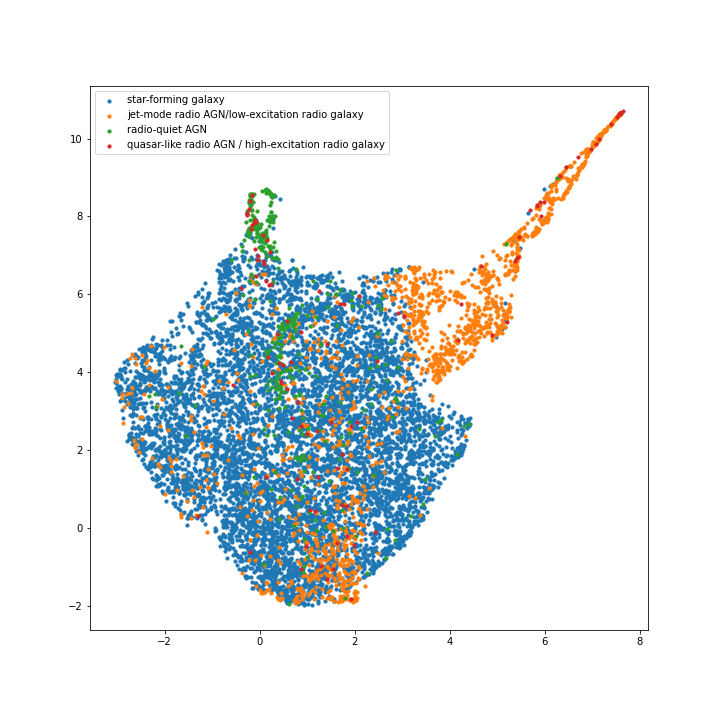 star-forming galaxy
jet-mode radio AGN/low-excitation radio galaxy
radio-quiet AGN
quasar-like radio AGN / high-excitation radio galaxy
10
8
6
4
2
0
−2
−2 0 2 4 6 8